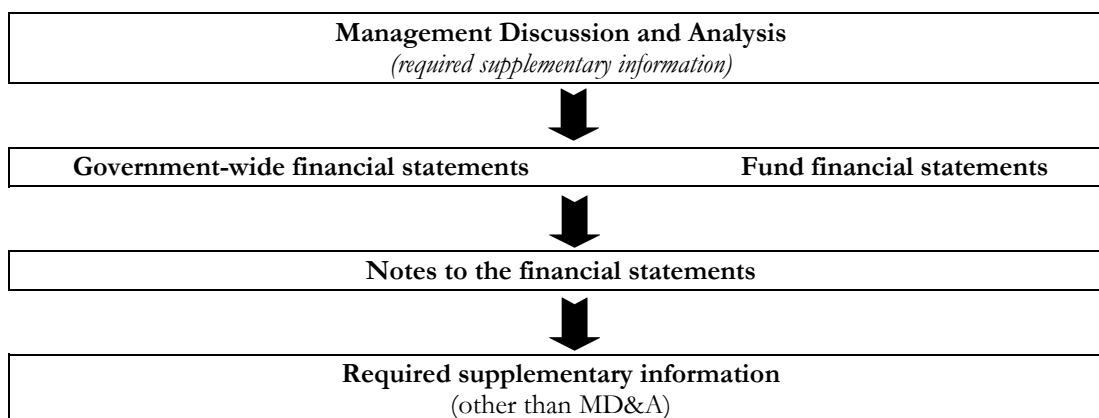 Management Discussion and Analysis
(required supplementary information)
Government-wide financial statements Fund financial statements
Notes to the financial statements
Required supplementary information
(other than MD&A)